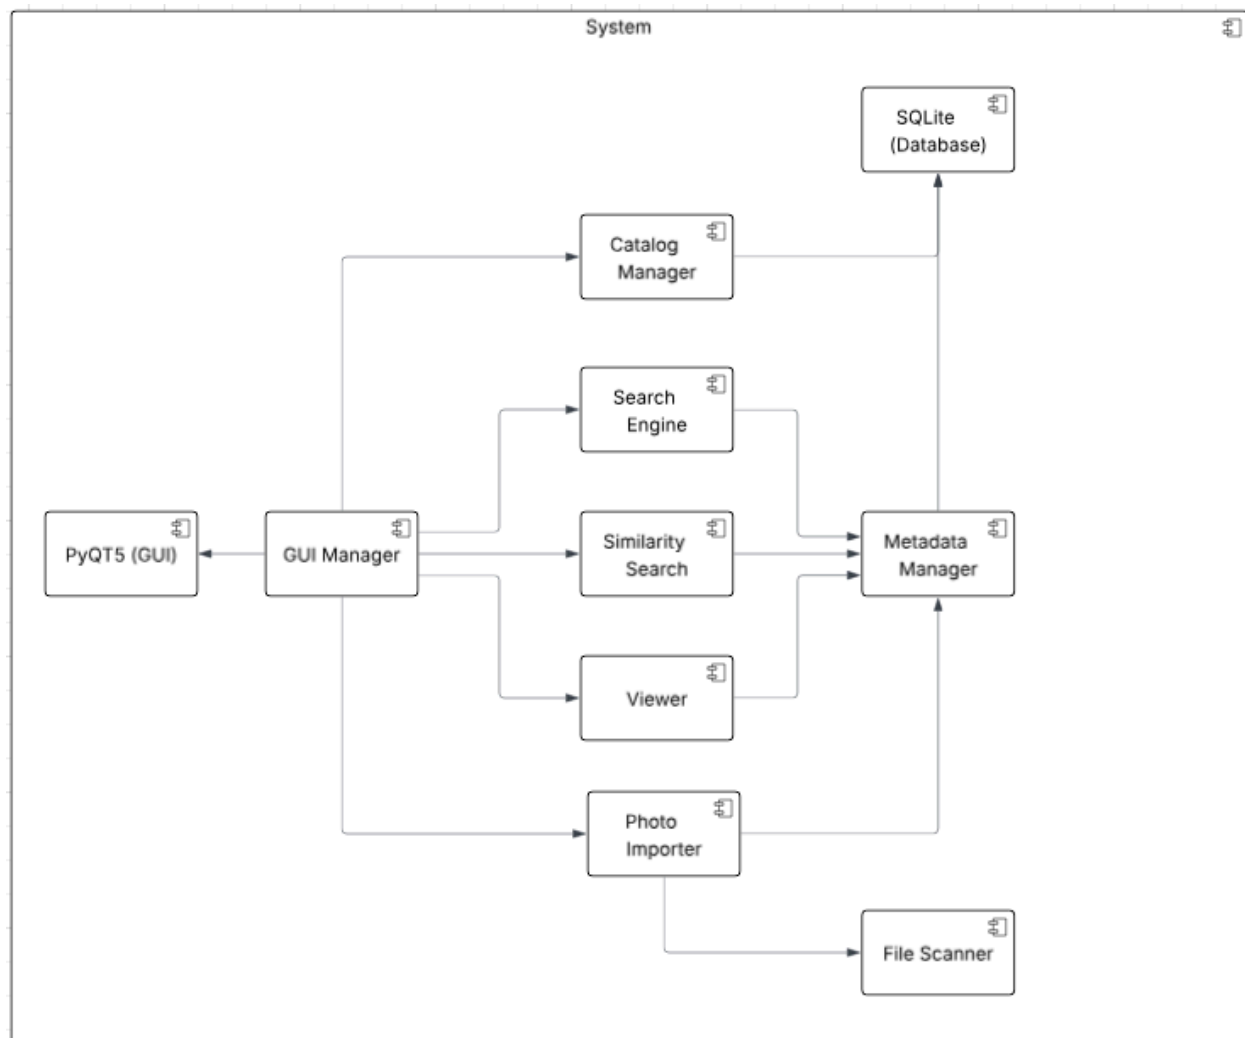 System
SQLite
(Database)
Catalog
Manager
Search
Engine
PyQT5 (GUI)
GUI Manager
Similarity
Search
Metadata
Manager
Viewer
Photo
Importer
File Scanner